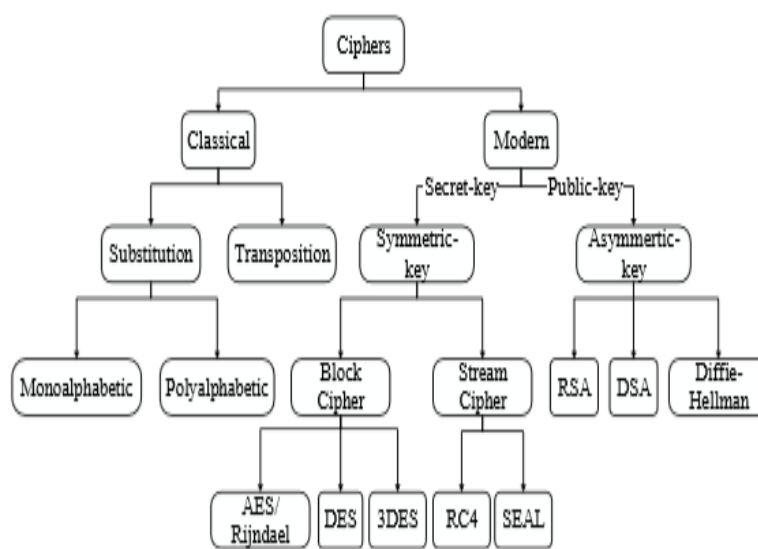 Ciphers
Classical
Modern
Secret-key
Public-key
Substitution
Transposition
Symmetric-
key
Asymmertic-
key
Monoalphabetic
Polyalphabetic
Block
Cipher
Stream
Cipher
RSA
DSA
Diffie-
Hellman
AES/
Rijndael
DES
3DES
RC4
SEAL